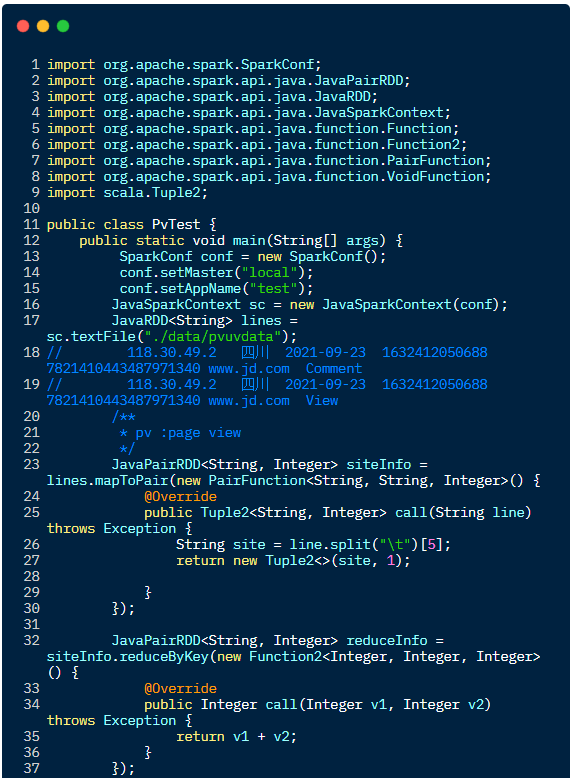 1 import org.apache.spark.SparkConf;
2 import org.apache.spark.api.java.JavaPairRDD;
3 import org.apache.spark.api.java.JavaRDD;
4 import org.apache.spark.api.java.JavaSparkContext;
5 import org.apache.spark.api.java.function.Function;
6 import org.apache.spark.api.java.function.Function2;
7 import org.apache.spark.api.java.function.PairFunction;
8 import org.apache.spark.api.java.function.VoidFunction;
9 import scala.Tuple2;
10
11 public class PvTest {
12     public static void main(String[] args) {
13          SparkConf conf = new SparkConf();
14          conf.setMaster("local");
15          conf.setAppName("test");
16         JavaSparkContext sc = new JavaSparkContext(conf);
17         JavaRDD<String> lines =
sc.textFile("./data/pvuvdata");
18 //        118.30.49.2   四川  2021-09-23  1632412050688
7821410443487971340 www.jd.com  Comment
19 //        118.30.49.2   四川  2021-09-23  1632412050688
7821410443487971340 www.jd.com  View
20         /**
21          * pv :page view
22          */
23         JavaPairRDD<String, Integer> siteInfo =
lines.mapToPair(new PairFunction<String, String, Integer>() {
24             @Override
25             public Tuple2<String, Integer> call(String line)
throws Exception {
26                 String site = line.split("\t")[5];
27                 return new Tuple2<>(site, 1);
28
29             }
30         });
31
32         JavaPairRDD<String, Integer> reduceInfo =
siteInfo.reduceByKey(new Function2<Integer, Integer, Integer>
() {
33             @Override
34             public Integer call(Integer v1, Integer v2)
throws Exception {
35                 return v1 + v2;
36             }
37         });